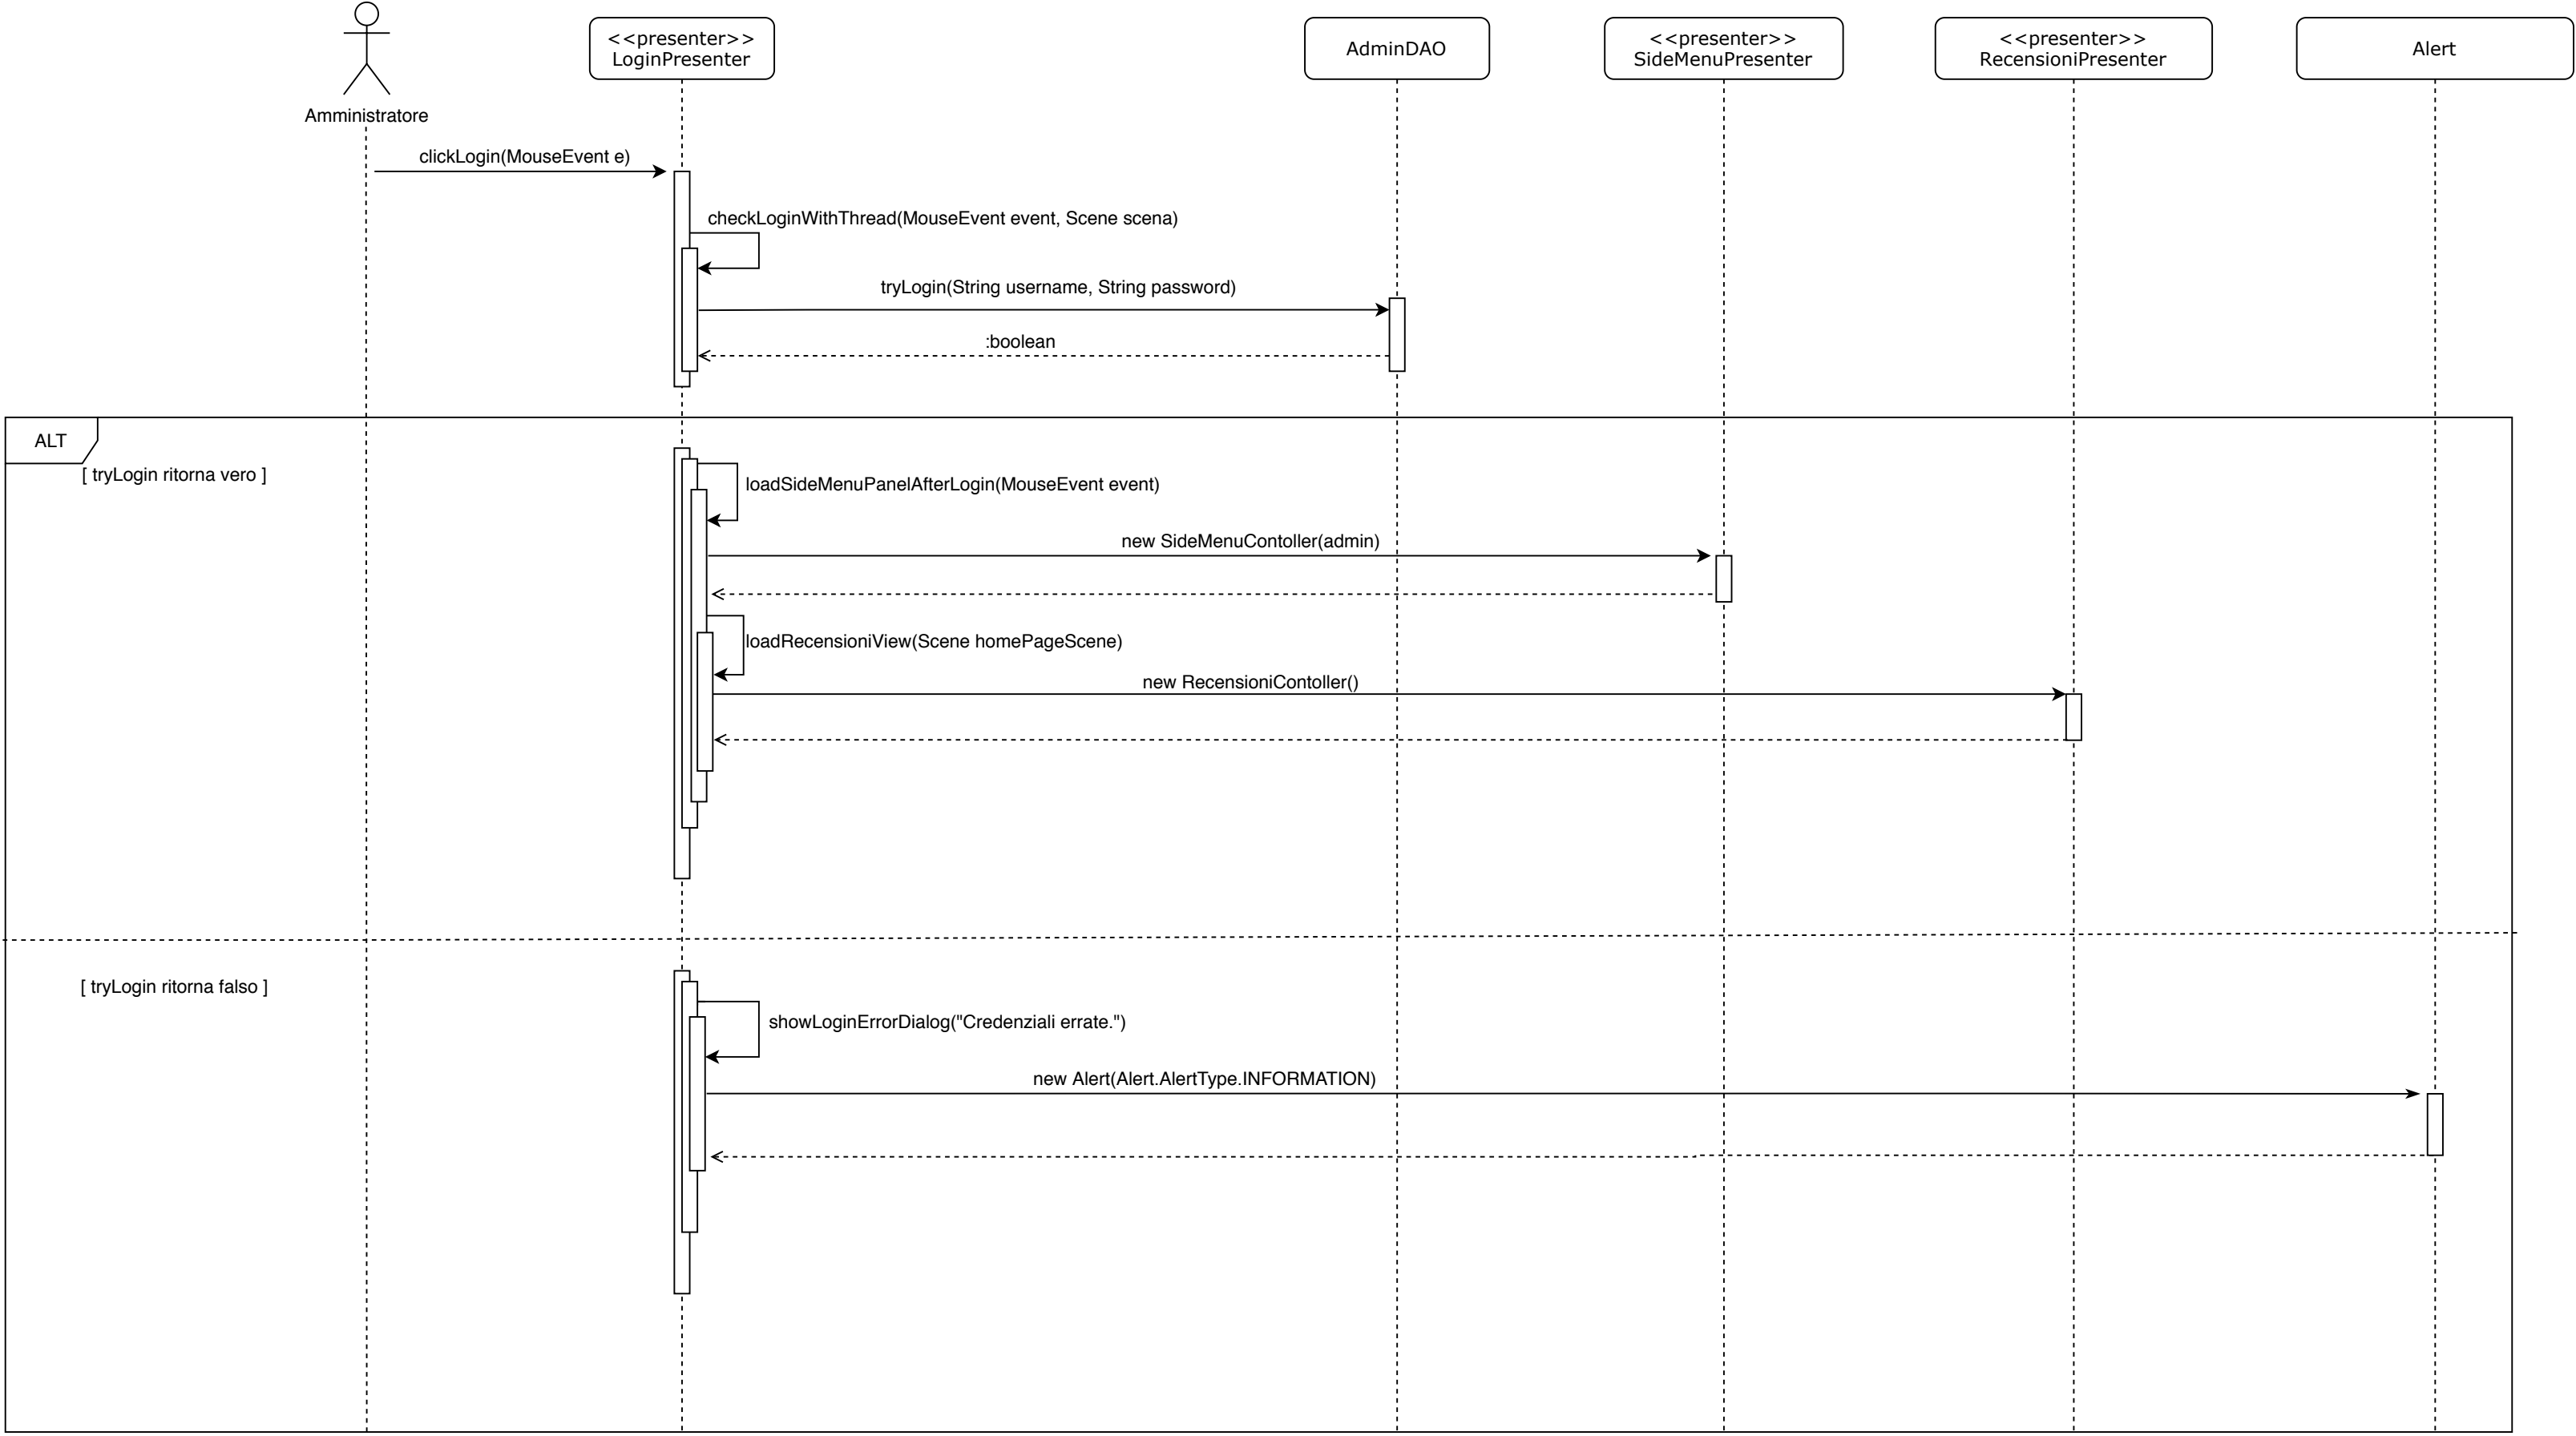 <<presenter>>
LoginPresenter
AdminDAO
<<presenter>>
SideMenuPresenter
<<presenter>>
RecensioniPresenter
Alert
Amministratore
clickLogin(MouseEvent e)
checkLoginWithThread(MouseEvent event, Scene scena)
tryLogin(String username, String password)
:boolean
ALT
[ tryLogin ritorna vero ]
loadSideMenuPanelAfterLogin(MouseEvent event)
new SideMenuContoller(admin)
loadRecensioniView(Scene homePageScene)
new RecensioniContoller()
[ tryLogin ritorna falso ]
showLoginErrorDialog("Credenziali errate.")
new Alert(Alert.AlertType.INFORMATION)